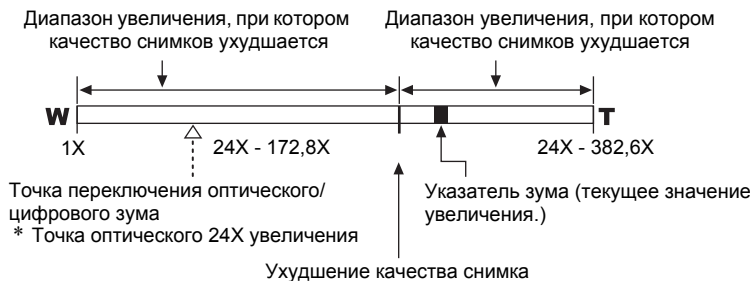 Диапазон увеличения, при котором
качество снимков ухудшается
Диапазон увеличения, при котором
качество снимков ухудшается
W
T
1X
24X - 172,8X
24X - 382,6X
Точка переключения оптического/
цифрового зума
* Точка оптического 24X увеличения
Указатель зума (текущее значение
увеличения.)
Ухудшение качества снимка